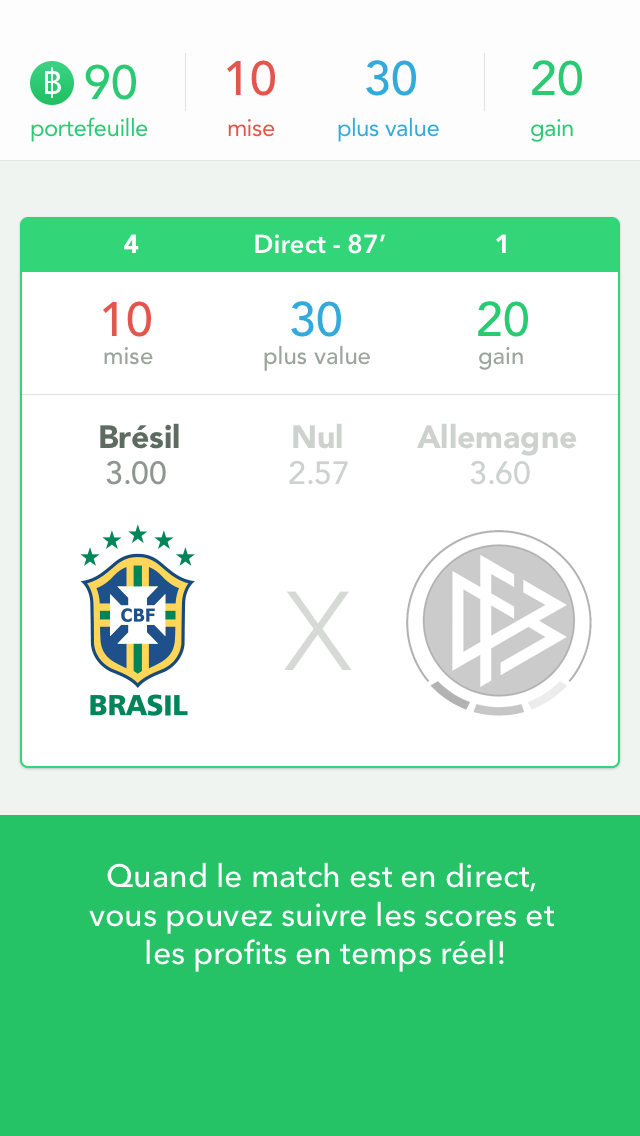 90 10 30 20
portefeuille mise plus value gain
4 Direct - 87’ 1
10 30 20
mise plus value gain
Brésil Nul Allemagne
3.00 2.57 3.60
CBF
X
BRASIL
Quand le match est en direct,
vous pouvez suivre les scores et
les profits en temps réel!